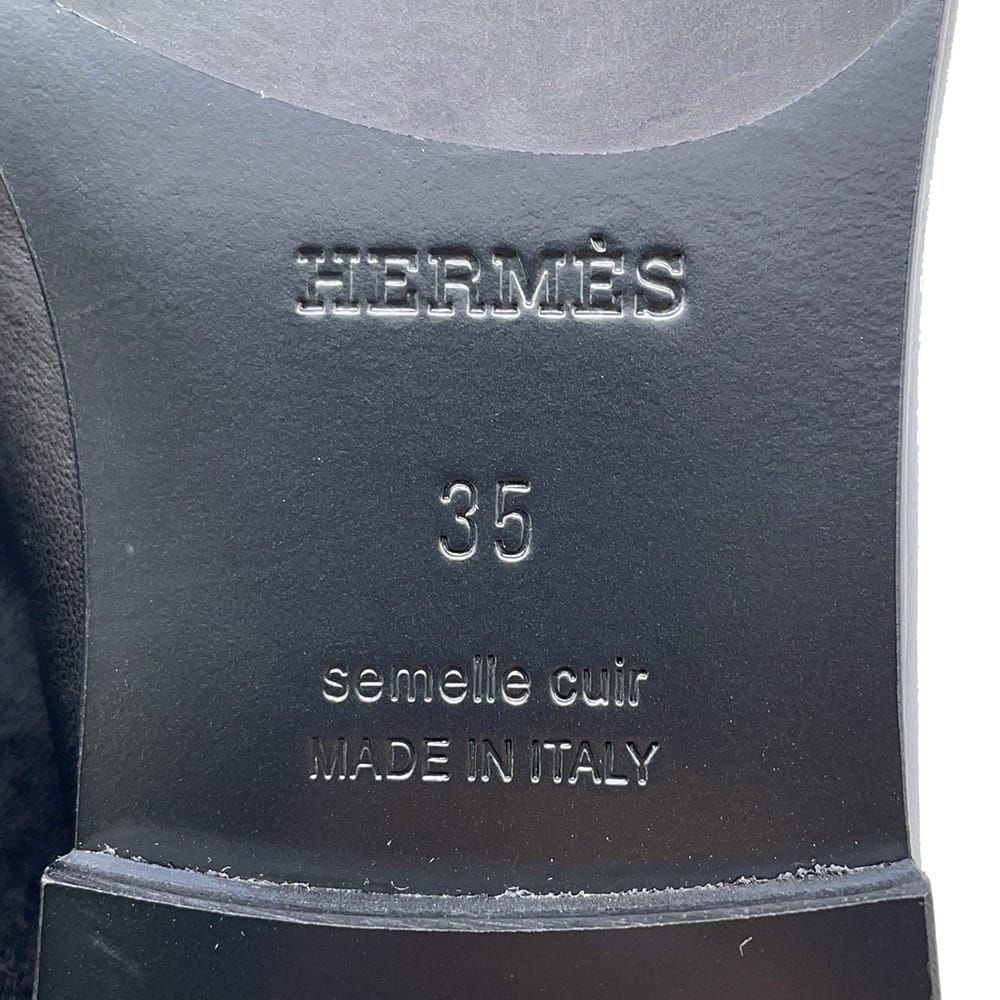 HERMÈS
35
semelle cuir
MADE IN ITALY